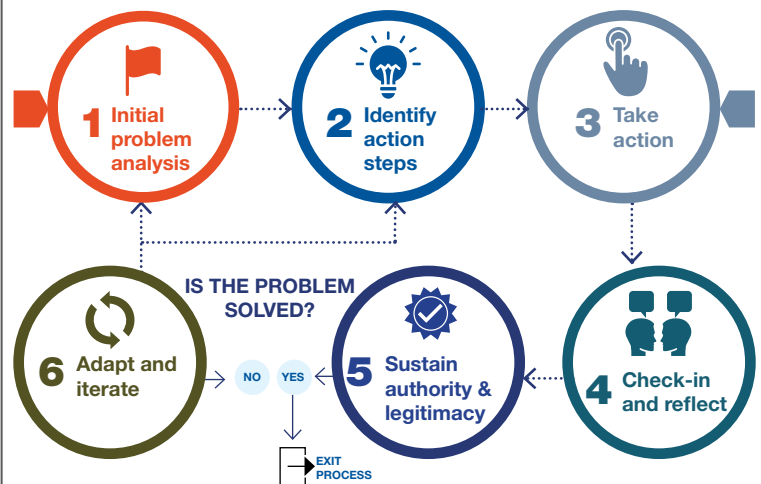 1 Initial
problem
analysis
2 Identify
action
steps
3 Take
action
IS THE PROBLEM
SOLVED?
6 Adapt and
iterate
NO
YES
5 Sustain
authority &
legitimacy
4 Check-in
and reflect
EXIT
PROCESS